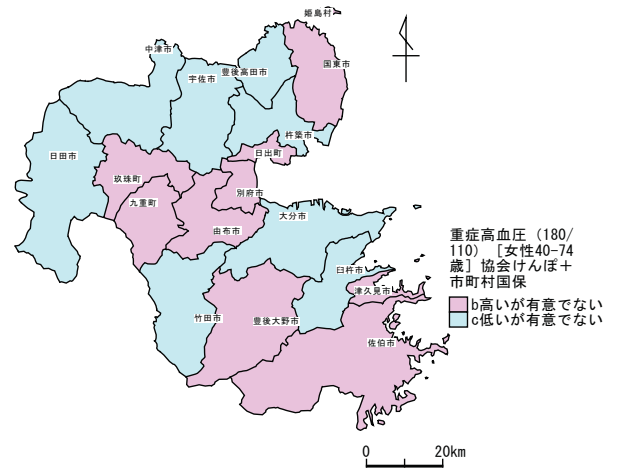 姫島村
中津市
豊後高田市
国東市
宇佐市
杵築市
日田市
日出町
玖珠町
別府市
九重町
大分市
由布市
重症高血圧（180/
110）［女性40-74
歳］協会けんぽ＋
市町村国保
臼杵市
津久見市
b高いが有意でない
竹田市
豊後大野市
c低いが有意でない
佐伯市
0 20km